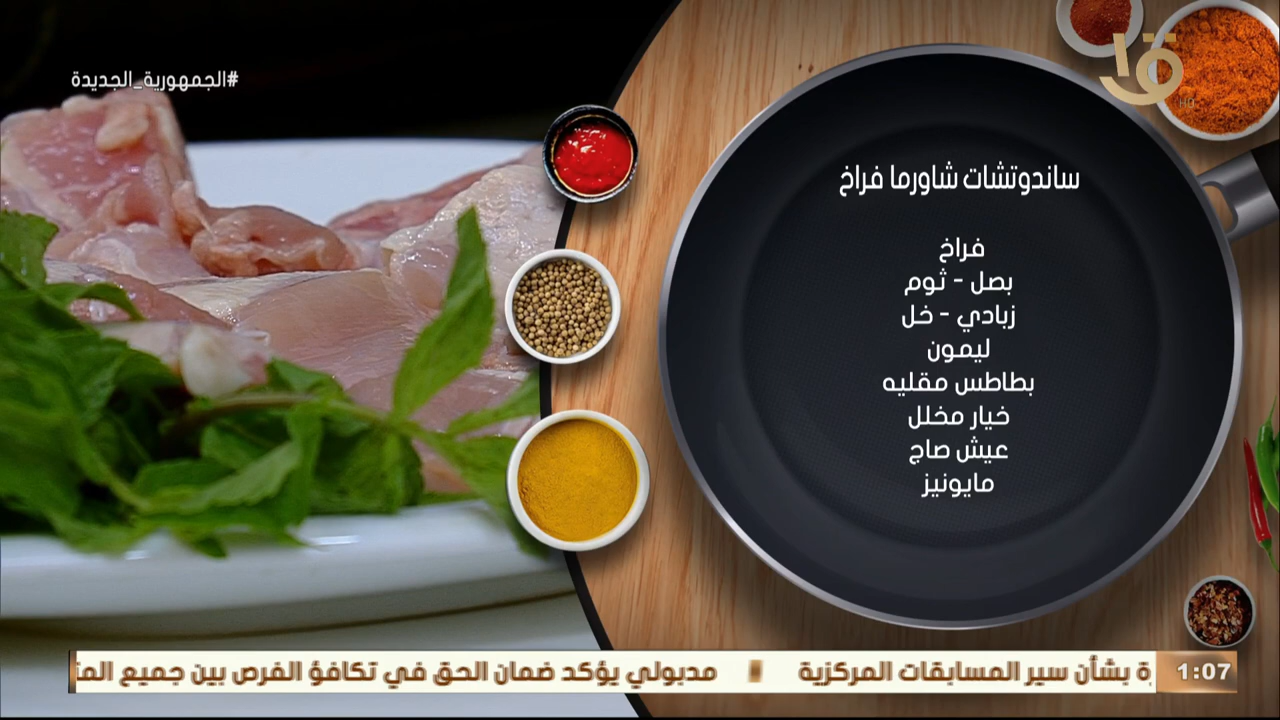 #الجمهورية_الجديدة
HD
ساندوتشات شاورما فراخ
فراخ
بصل - ثوم
زبادي - خل
ليمون
بطاطس مقليه
خيار مخلل
عيش صاج
مايونيز
بشأن سير المسابقات المركزية
مدبولي يؤكد ضمان الحق في تكافؤ الفرص بين جميع
1:07